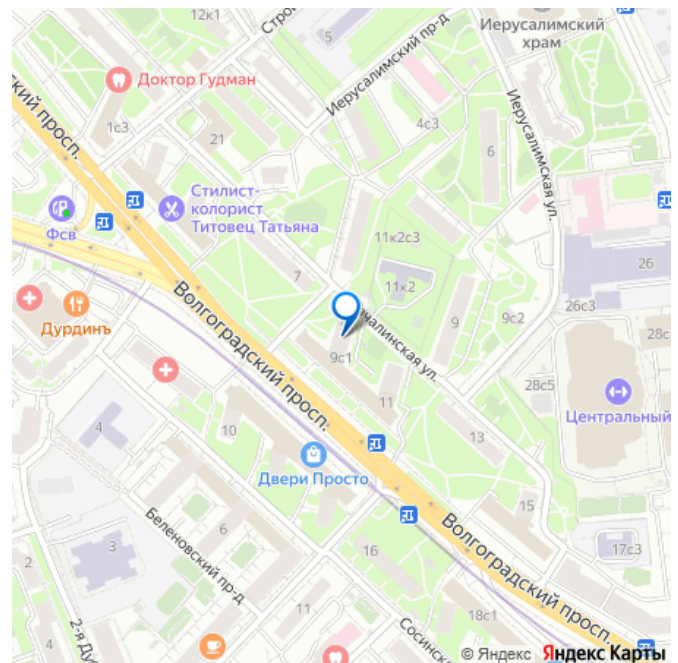 12к1
Стро
5
Иерусалимский
храм
Доктор Гудман
Иерусалимский пр-д
Иерусалимская ул.
кий просп.
1с3
21
4с3
6
Стилист-
колорист
Титовец Татьяна
Фсв
11к2с3
26
7
11к2
26с3
Волгоградский просп.
чалинская ул.
9
9с2
28с
Дурдинъ
9с1
28с5
4
11
Центральный
10
13
Двери Просто
Беленовский пр-д
6
15
Волгоградский просп.
3
16
17с3
2
2-я Ду
11
18с1
Сосинск
© Яндекс Яндекс Карты